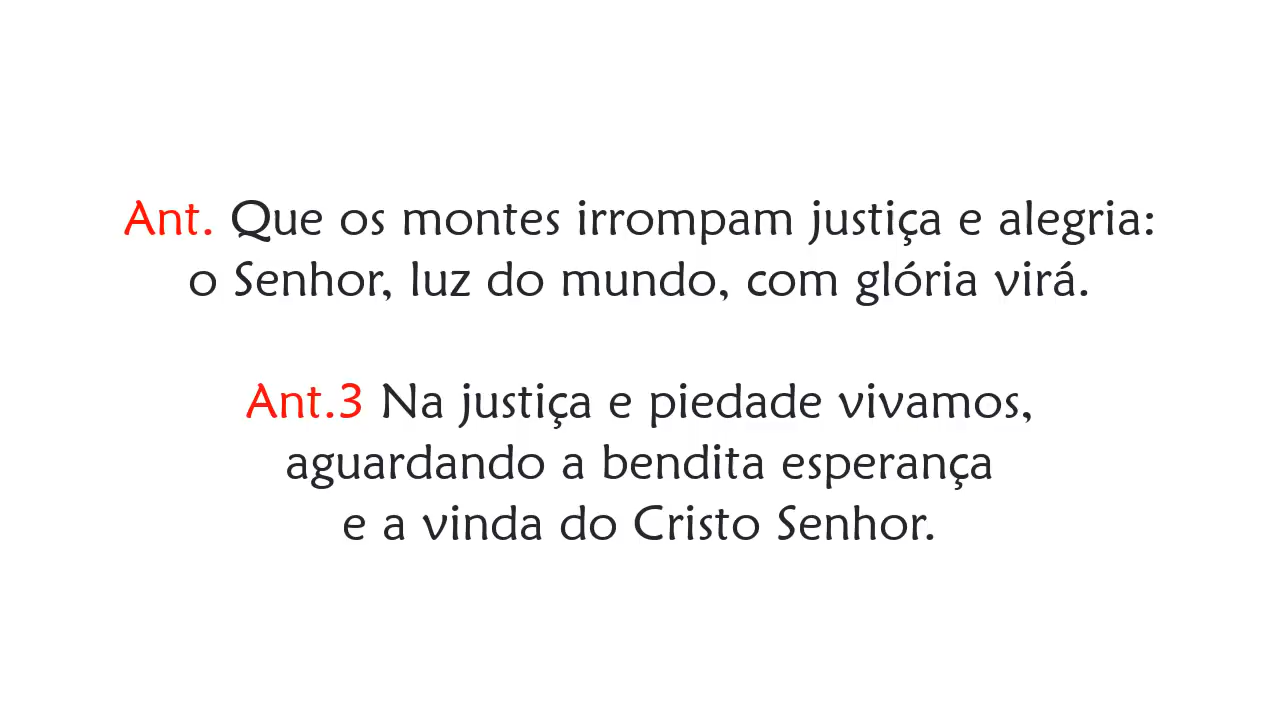 Ant. Que os montes irrompam justiça e alegria:
o Senhor, luz do mundo, com glória virá.
Ant.3 Na justiça e piedade vivamos,
aguardando a bendita esperança
e a vinda do Cristo Senhor.